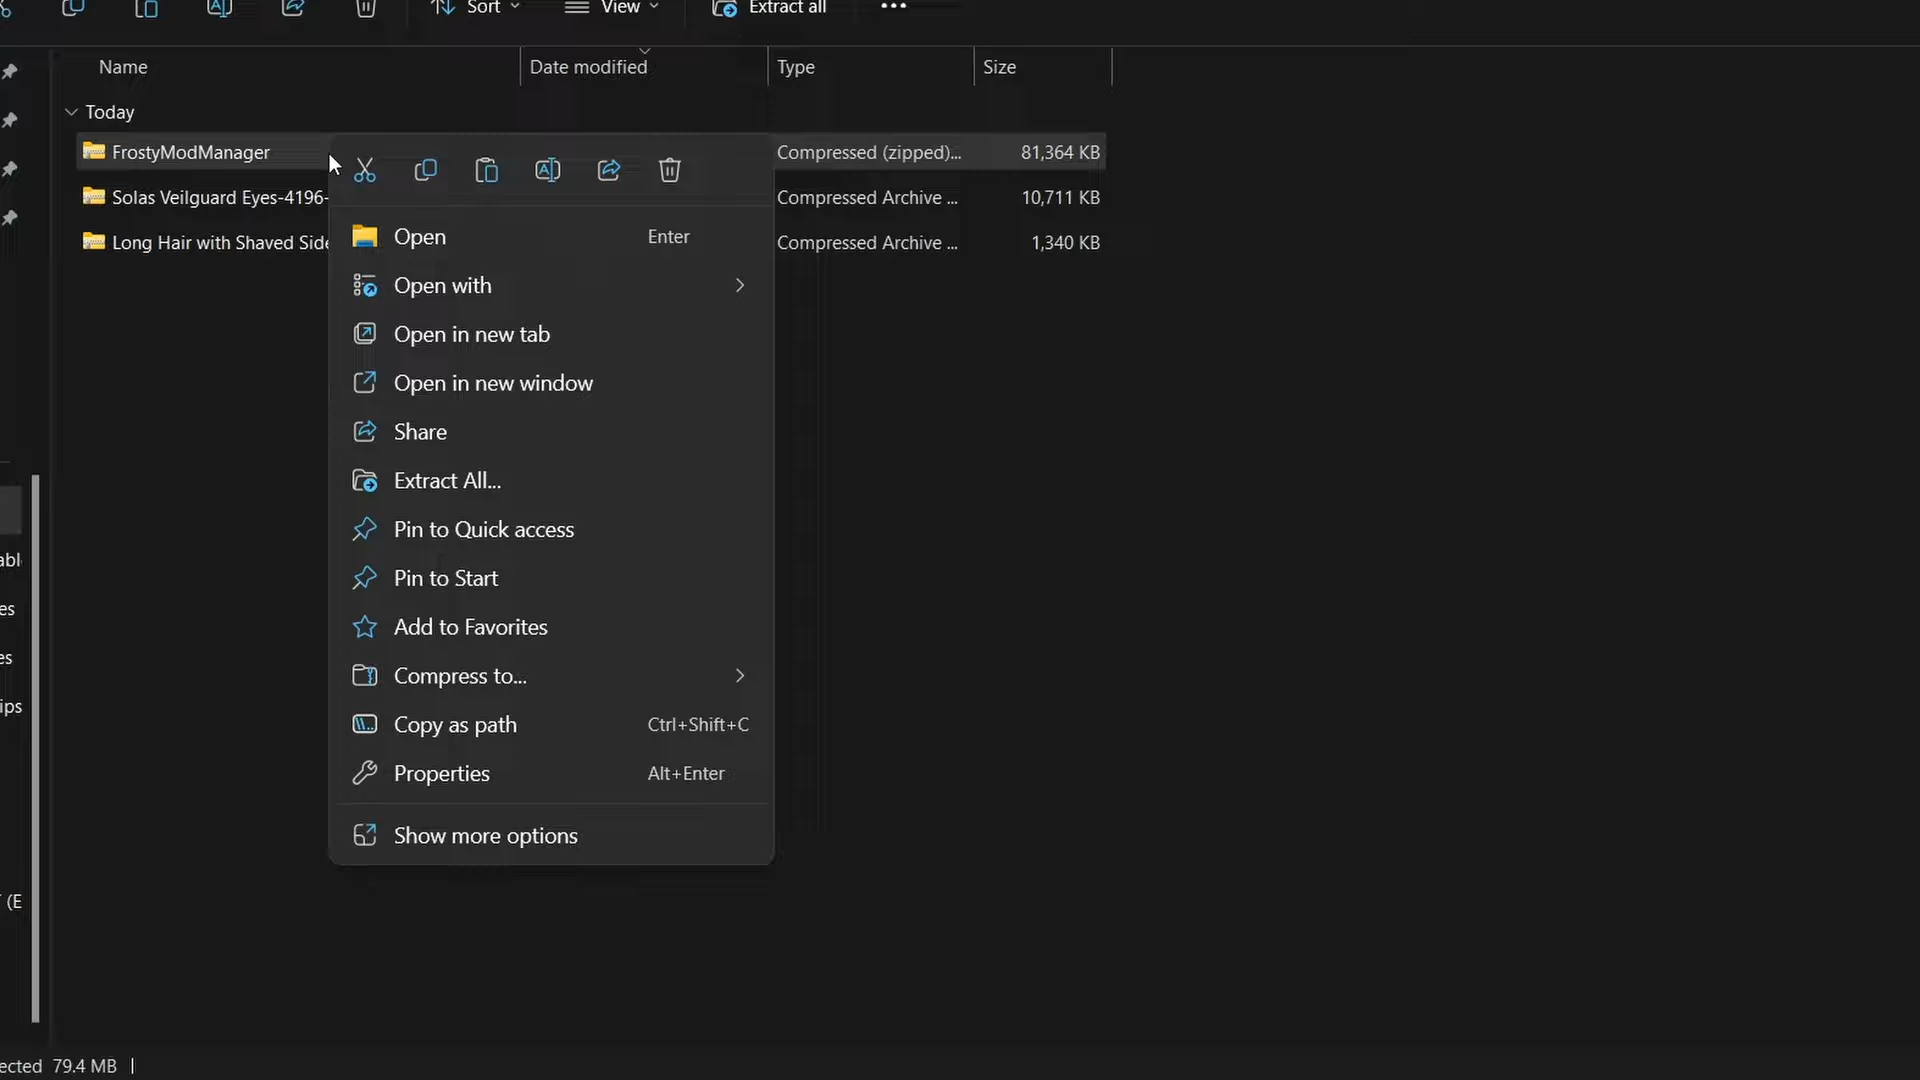 Sort View Extract all
Name Date modified Type Size
Today
FrostyModManager Compressed (zipped)... 81,364 KB
Solas Veilguard Eyes-4196- Compressed Archive ... 10,711 KB
Long Hair with Shaved Side Compressed Archive ... 1,340 KB
Open Enter
Open with
Open in new tab
Open in new window
Share
Extract All...
Pin to Quick access
Pin to Start
Add to Favorites
Compress to...
Copy as path Ctrl+Shift+C
Properties Alt+Enter
Show more options
es
es
ips
(E
ected 79.4 MB